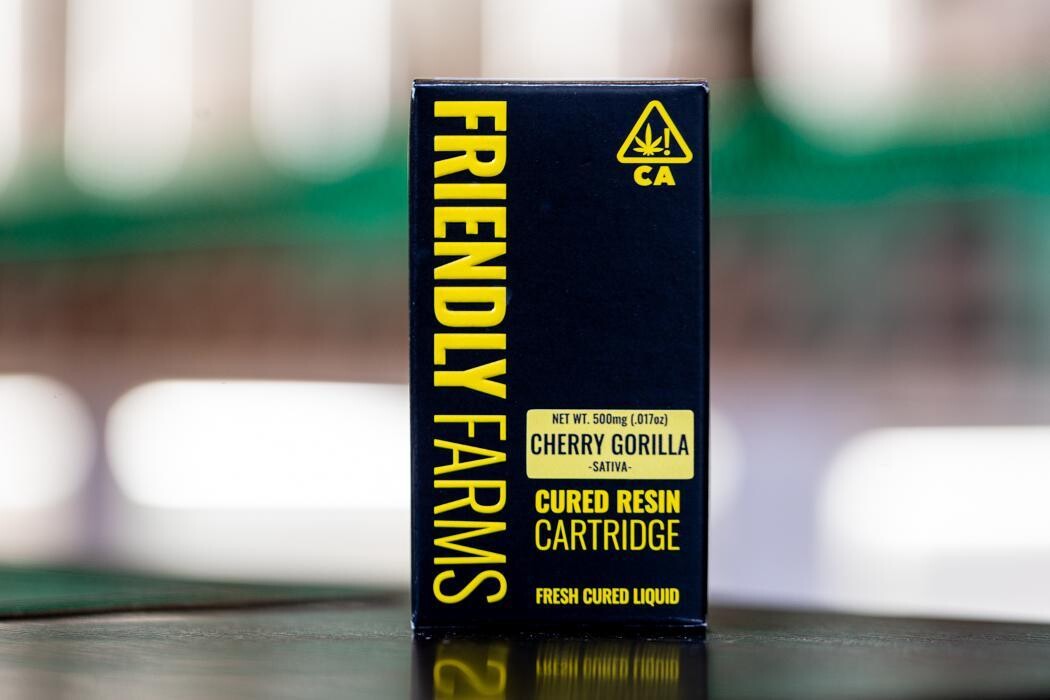 FRIENDLY FARMS
CA
NET WT. 500mg (.017oz)
CHERRY GORILLA
-SATIVA-
CURED RESIN
CARTRIDGE
FRESH CURED LIQUID